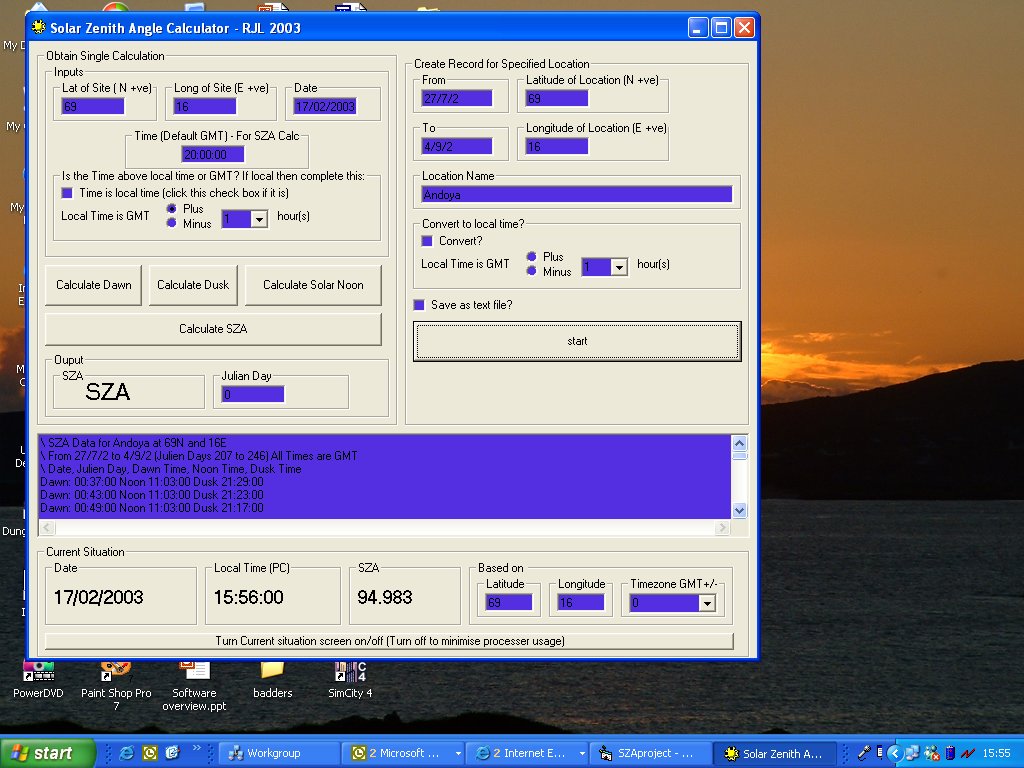 Solar Zenith Angle Calculator - RJL 2003
Obtain Single Calculation
Inputs
Lat of Site ( N +ve)
69
Long of Site (E +ve)
16
Date
17/02/2003
Time (Default GMT) - For SZA Calc
20:00:00
Is the Time above local time or GMT? If local then complete this:
Time is local time (click this check box if it is)
Local Time is GMT
Plus
Minus
1
hour(s)
Calculate Dawn
Calculate Dusk
Calculate Solar Noon
Calculate SZA
Ouput
SZA
SZA
Julian Day
0
Create Record for Specified Location
From
27/7/2
Latitude of Location (N +ve)
69
To
4/9/2
Longitude of Location (E +ve)
16
Location Name
Andoya
Convert to local time?
Convert?
Local Time is GMT
Plus
Minus
1
hour(s)
Save as text file?
start
\ SZA Data for Andoya at 69N and 16E
\ From 27/7/2 to 4/9/2 (Julien Days 207 to 246) All Times are GMT
\ Date, Julien Day, Dawn Time, Noon Time, Dusk Time
Dawn: 00:37:00 Noon 11:03:00 Dusk 21:29:00
Dawn: 00:43:00 Noon 11:03:00 Dusk 21:23:00
Dawn: 00:49:00 Noon 11:03:00 Dusk 21:17:00
Current Situation
Date
17/02/2003
Local Time (PC)
15:56:00
SZA
94.983
Based on
Latitude
69
Longitude
16
Timezone GMT+/-
0
Turn Current situation screen on/off (Turn off to minimise processer usage)
PowerDVD
Paint Shop Pro
7
Software
overview.ppt
badders
SimCity 4
start
Workgroup
2 Microsoft ...
2 Internet E...
SZAproject - ...
Solar Zenith A...
15:55